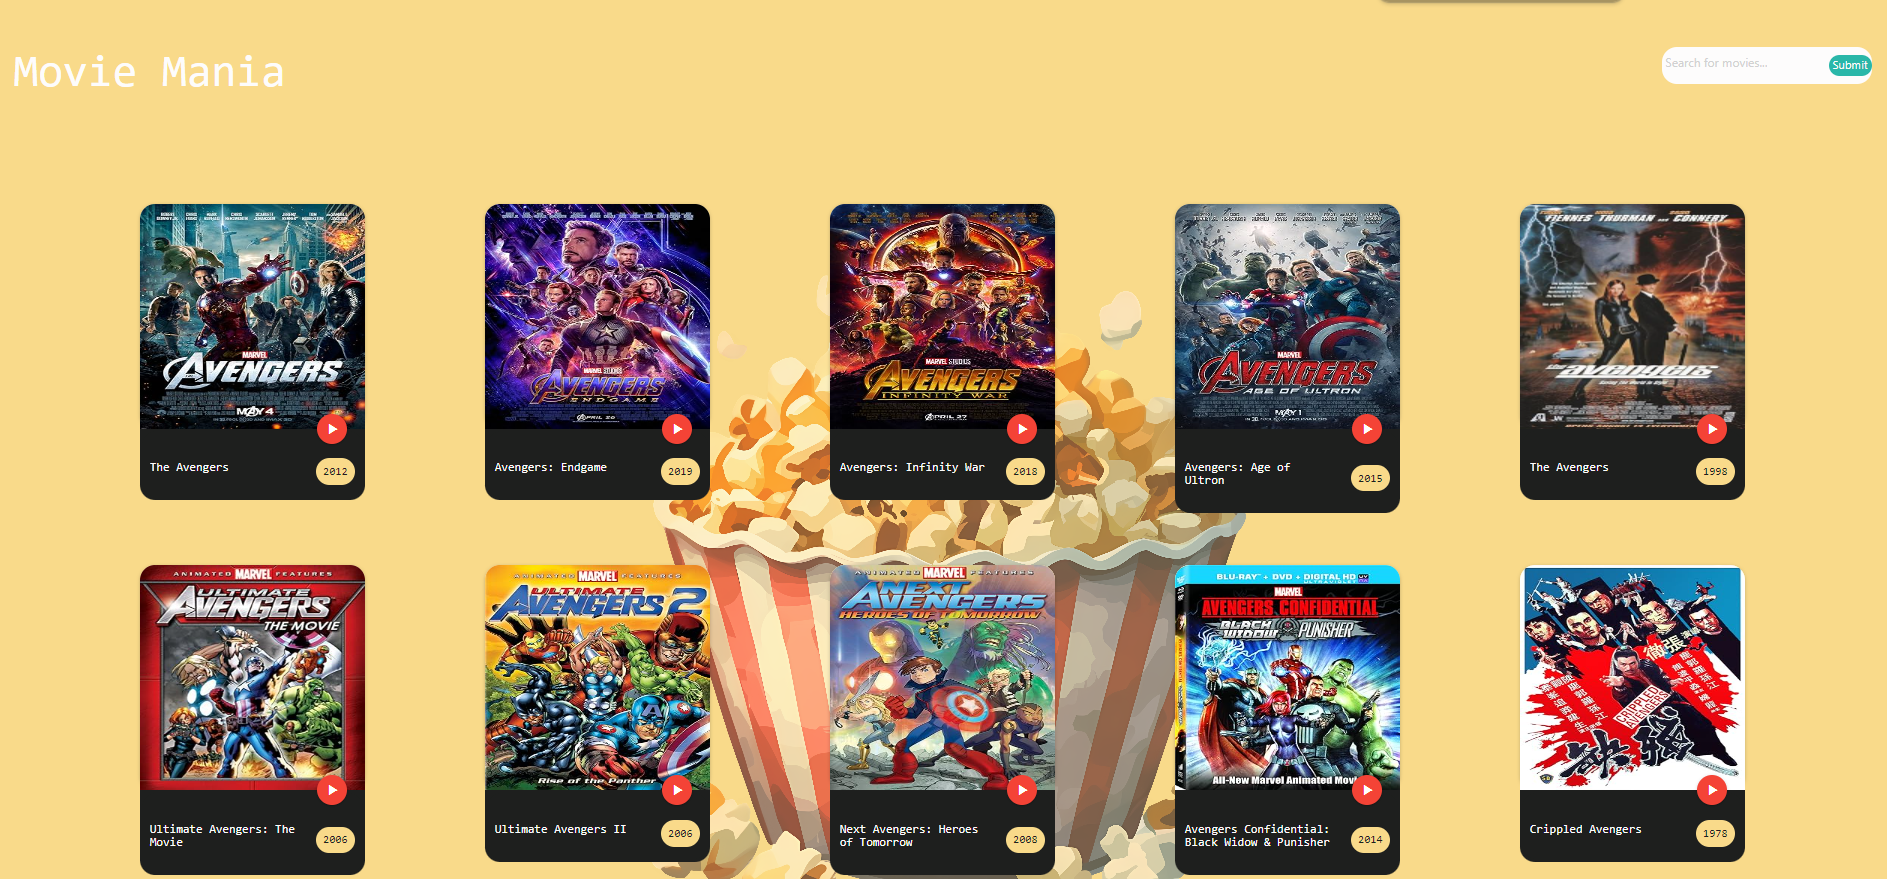 Movie Mania
Search for movies...
Submit
MARVEL
AVENGERS
MAY 4
MARVEL STUDIOS
AVENGERS
ENDGAME
APRIL 26
MARVEL STUDIOS
AVENGERS
INFINITY WAR
APRIL 27
MARVEL
AVENGERS
AGE OF ULTRON
MAY 1
FIENNES THURMAN AND CONNERY
THE avengers
The Avengers
2012
Avengers: Endgame
2019
Avengers: Infinity War
2018
Avengers: Age of
Ultron
2015
The Avengers
1998
ANIMATED MARVEL FEATURES
ULTIMATE
AVENGERS
THE MOVIE
ANIMATED MARVEL FEATURES
ULTIMATE
AVENGERS 2
Rise of the Panther
ANIMATED MARVEL FEATURES
NEXT
AVENGERS
HEROES OF TOMORROW
BLU-RAY + DVD + DIGITAL HD
MARVEL
AVENGERS CONFIDENTIAL
BLACK WIDOW & PUNISHER
All-New Marvel Animated Movie
張徹
CRIPPLED
AVENGERS
Ultimate Avengers: The
Movie
2006
Ultimate Avengers II
2006
Next Avengers: Heroes
of Tomorrow
2008
Avengers Confidential:
Black Widow & Punisher
2014
Crippled Avengers
1978